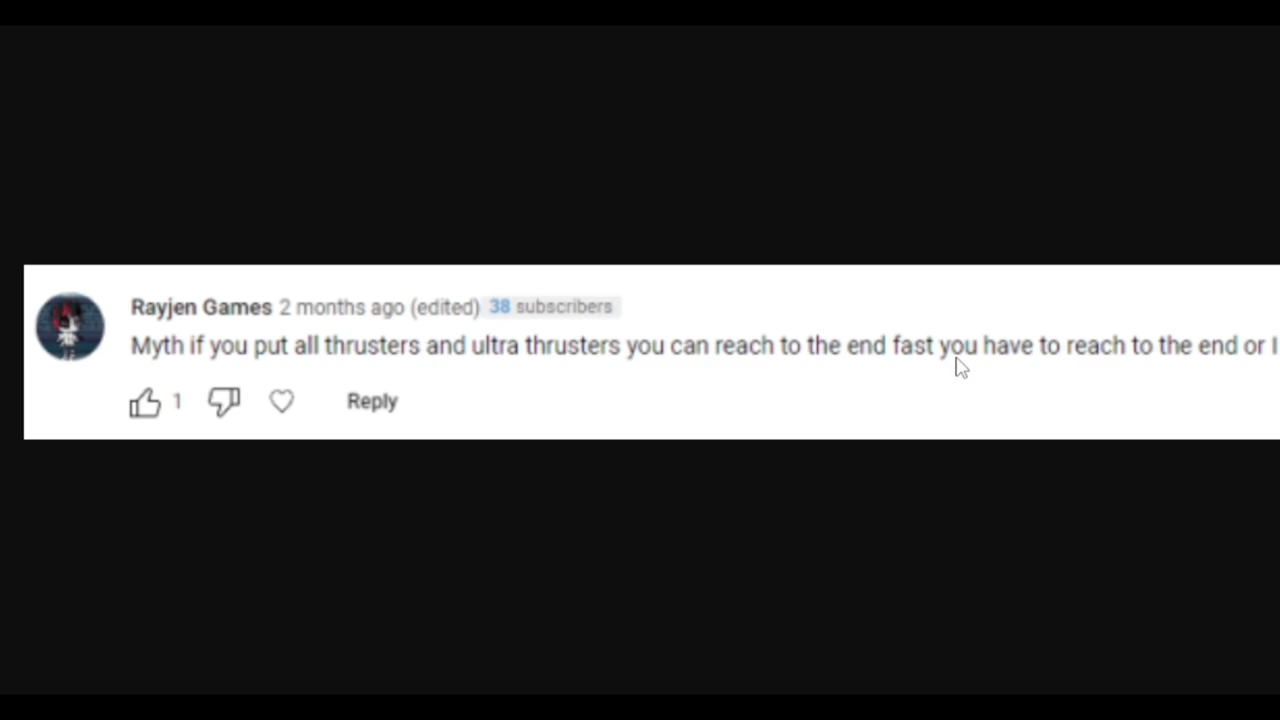 Rayjen Games 2 months ago (edited) 38 subscribers
Myth if you put all thrusters and ultra thrusters you can reach to the end fast you have to reach to the end or I
1 Reply